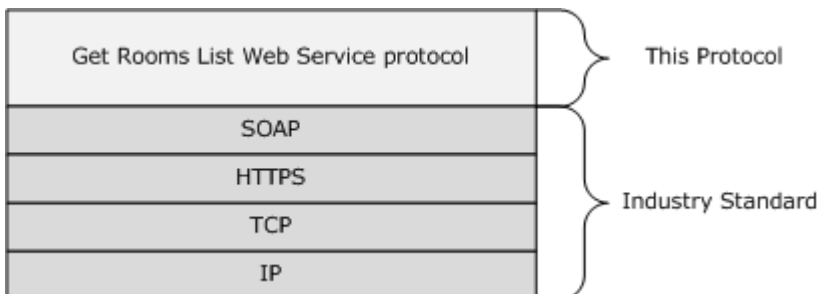 Get Rooms List Web Service protocol
This Protocol
SOAP
HTTPS
TCP
IP
Industry Standard